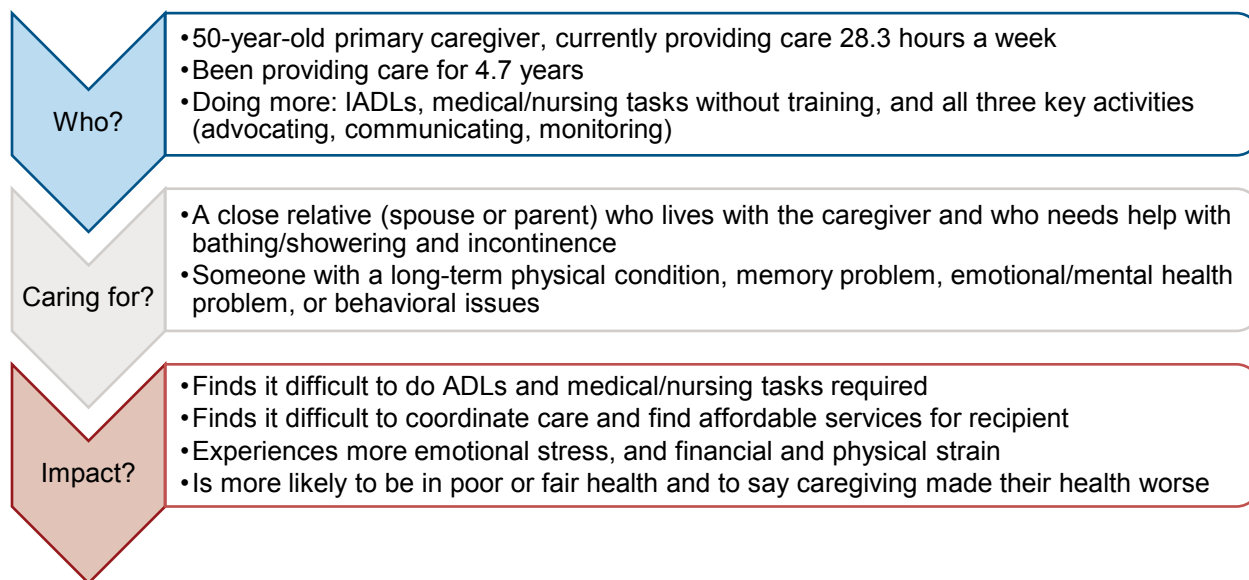 Who?
•50-year-old primary caregiver, currently providing care 28.3 hours a week
•Been providing care for 4.7 years
•Doing more: IADLs, medical/nursing tasks without training, and all three key activities
(advocating, communicating, monitoring)
Caring for?
•A close relative (spouse or parent) who lives with the caregiver and who needs help with
bathing/showering and incontinence
•Someone with a long-term physical condition, memory problem, emotional/mental health
problem, or behavioral issues
Impact?
•Finds it difficult to do ADLs and medical/nursing tasks required
•Finds it difficult to coordinate care and find affordable services for recipient
•Experiences more emotional stress, and financial and physical strain
•Is more likely to be in poor or fair health and to say caregiving made their health worse